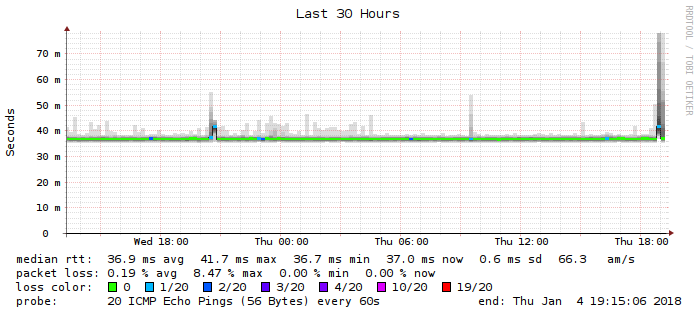 Last 30 Hours
RRDTOOL / TOBI OETIKER
Seconds
70 m
60 m
50 m
40 m
30 m
20 m
10 m
0
Wed 18:00 Thu 00:00 Thu 06:00 Thu 12:00 Thu 18:00
median rtt: 36.9 ms avg 41.7 ms max 36.7 ms min 37.0 ms now 0.6 ms sd 66.3 am/s
packet loss: 0.19 % avg 8.47 % max 0.00 % min 0.00 % now
loss color: 0 1/20 2/20 3/20 4/20 10/20 19/20
probe: 20 ICMP Echo Pings (56 Bytes) every 60s end: Thu Jan 4 19:15:06 2018